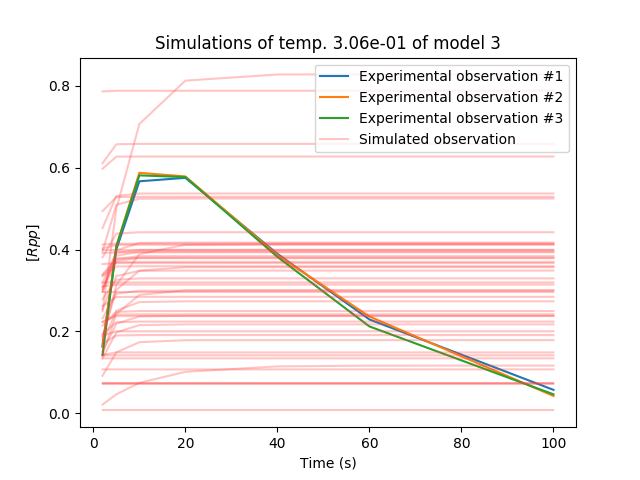 Simulations of temp. 3.06e-01 of model 3
Experimental observation #1
Experimental observation #2
Experimental observation #3
Simulated observation
[Rpp]
0.8
0.6
0.4
0.2
0.0
0 20 40 60 80 100
Time (s)